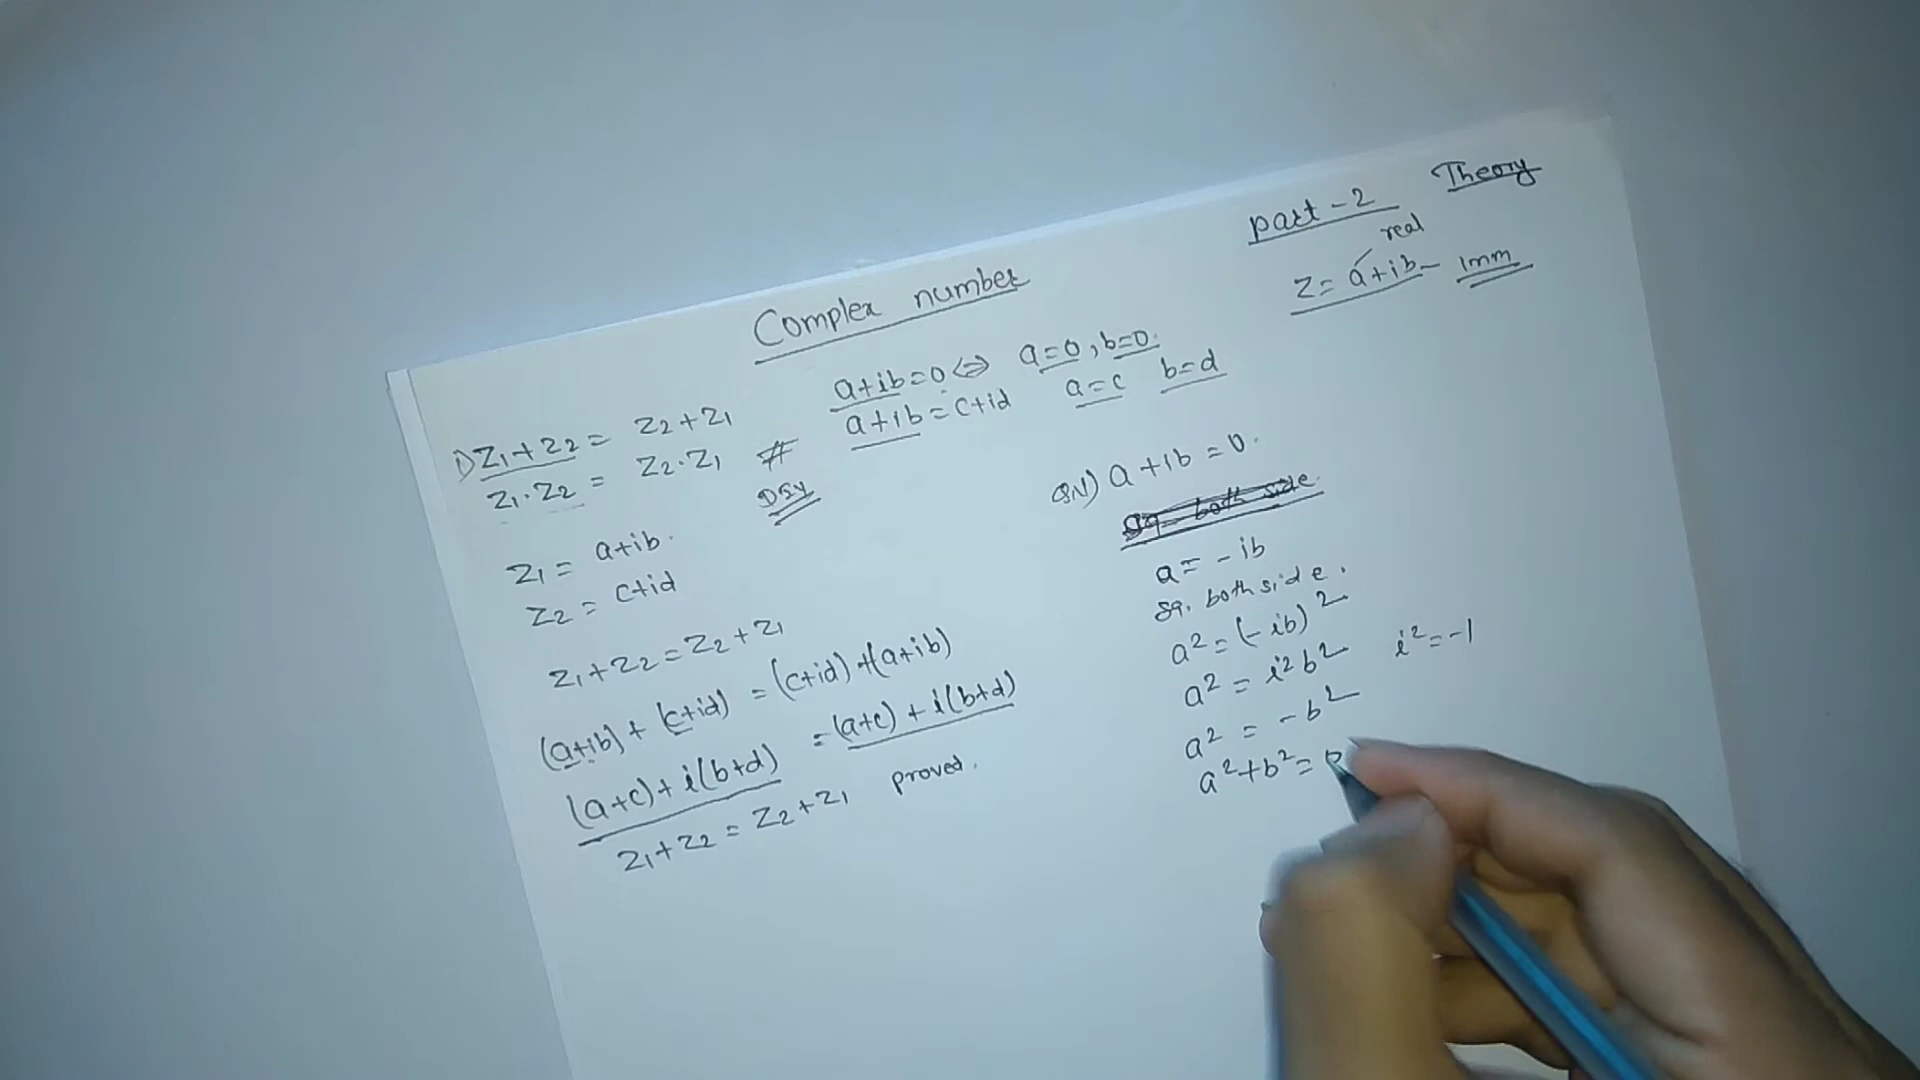 Theory
part-2
real
Z = a+ib - imm
Complex number
a+ib=0 ⇔ a=0, b=0.
a+ib = c+id a=c b=d
1) Z1+Z2 = Z2+Z1
Z1·Z2 = Z2·Z1 #
Z1 = a+ib.
Z2 = c+id
Z1+Z2 = Z2+Z1
(a+ib) + (c+id) = (c+id) + (a+ib)
(a+c)+i(b+d) = (a+c) + i(b+d)
Z1+Z2 = Z2+Z1 proved.
QN) a+ib = 0.
Sq. both side.
a = -ib
sq. both side.
a² = (-ib)²
a² = i²b² i² = -1
a² = -b²
a²+b² =